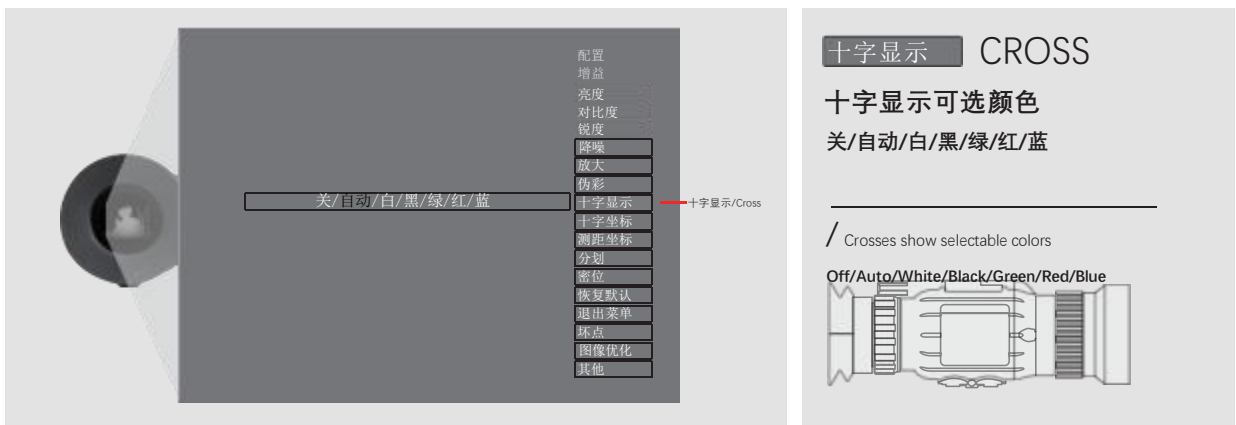 配置
增益
亮度
对比度
锐度
降噪
放大
伪彩
关/自动/白/黑/绿/红/蓝
十字显示
十字显示/Cross
十字坐标
测距坐标
分划
密位
恢复默认
退出菜单
坏点
图像优化
其他
十字显示 CROSS
十字显示可选颜色
关/自动/白/黑/绿/红/蓝
/ Crosses show selectable colors
Off/Auto/White/Black/Green/Red/Blue